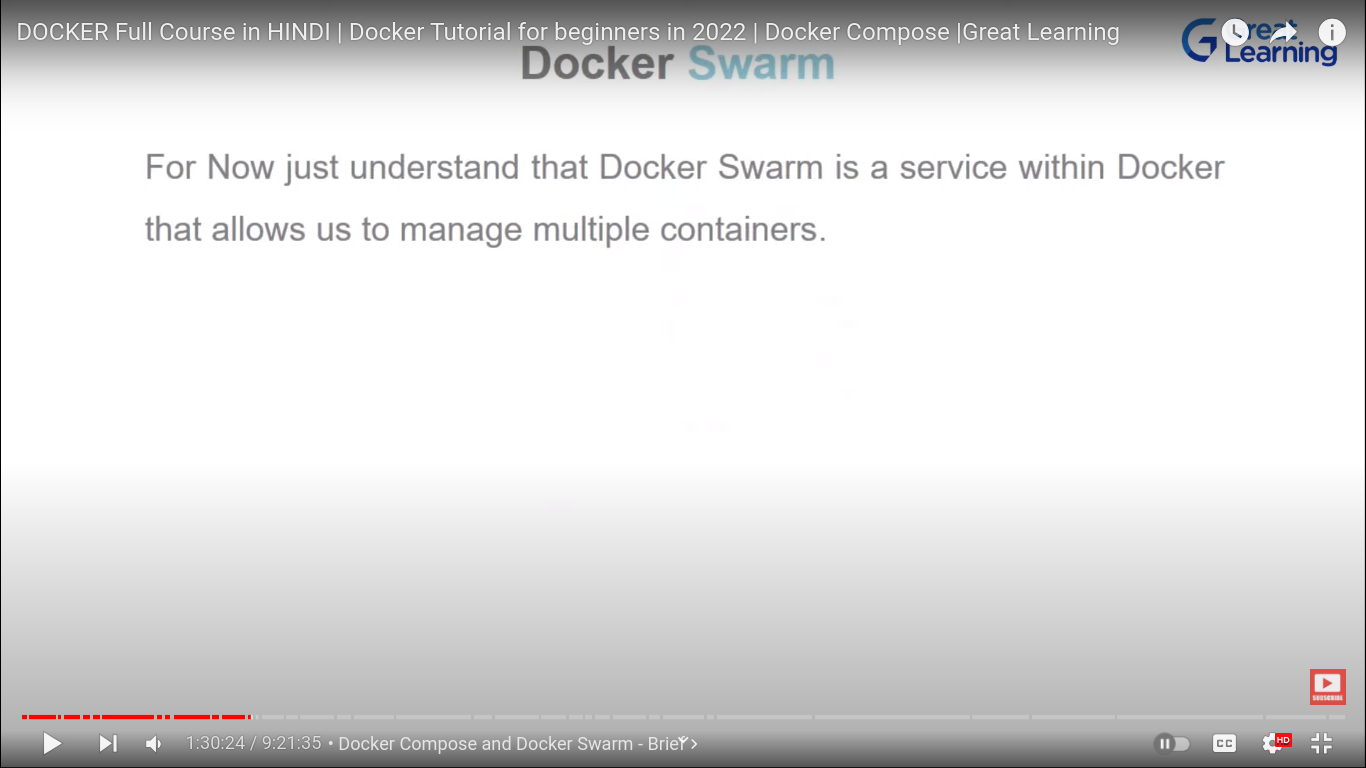 DOCKER Full Course in HINDI | Docker Tutorial for beginners in 2022 | Docker Compose |Great Learning
Great
Learning
Docker Swarm
For Now just understand that Docker Swarm is a service within Docker
that allows us to manage multiple containers.
SUBSCRIBE
1:30:24 / 9:21:35 • Docker Compose and Docker Swarm - Brief
CC
HD